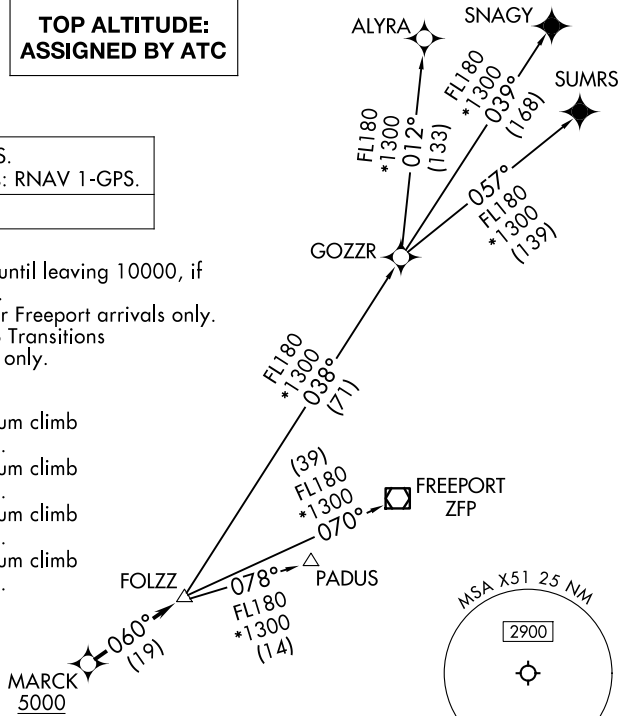 TOP ALTITUDE:
ASSIGNED BY ATC
S.
: RNAV 1-GPS.
until leaving 10000, if
.
r Freeport arrivals only.
Transitions
only.
um climb
.
um climb
.
um climb
.
um climb
.
ALYRA
SNAGY
SUMRS
FL180
*1300
012°
(133)
FL180
*1300
039°
(168)
057°
FL180
*1300
(139)
GOZZR
FL180
*1300
038°
(71)
(39)
FL180
*1300
070°
FREEPORT
ZFP
FOLZZ
078°
FL180
*1300
(14)
PADUS
060°
(19)
MARCK
5000
MSA X51 25 NM
2900